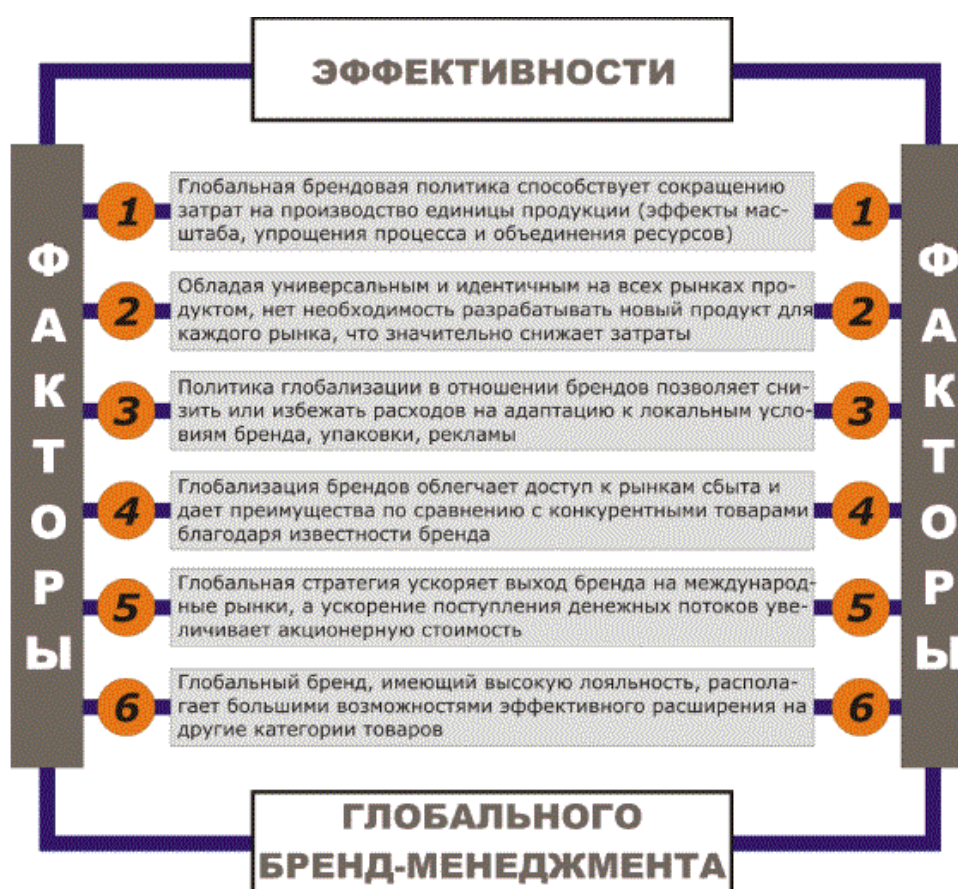 ЭФФЕКТИВНОСТИ
ФАКТОРЫ
ФАКТОРЫ
1
Глобальная брендовая политика способствует сокращению
затрат на производство единицы продукции (эффекты мас-
штаба, упрощения процесса и объединения ресурсов)
1
2
Обладая универсальным и идентичным на всех рынках про-
дуктом, нет необходимость разрабатывать новый продукт для
каждого рынка, что значительно снижает затраты
2
3
Политика глобализации в отношении брендов позволяет сни-
зить или избежать расходов на адаптацию к локальным усло-
виям бренда, упаковки, рекламы
3
4
Глобализация брендов облегчает доступ к рынкам сбыта и
дает преимущества по сравнению с конкурентными товарами
благодаря известности бренда
4
5
Глобальная стратегия ускоряет выход бренда на международ-
ные рынки, а ускорение поступления денежных потоков уве-
личивает акционерную стоимость
5
6
Глобальный бренд, имеющий высокую лояльность, распола-
гает большими возможностями эффективного расширения на
другие категории товаров
6
ГЛОБАЛЬНОГО
БРЕНД-МЕНЕДЖМЕНТА